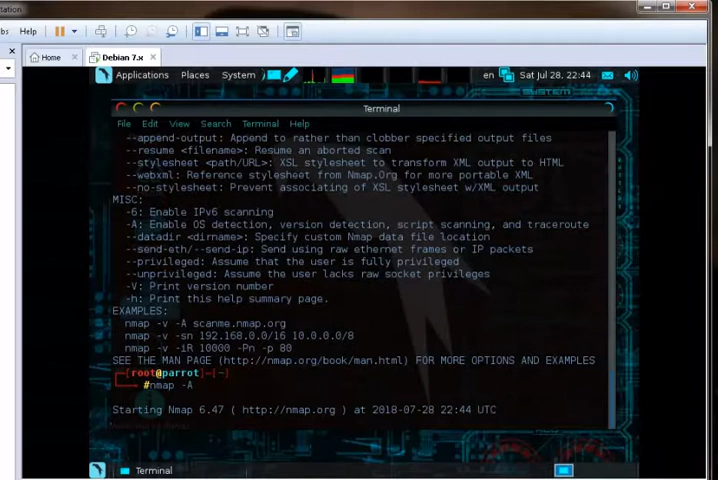 tation
bs Help
Home Debian 7.x
Applications Places System en Sat Jul 28, 22:44
Terminal
File Edit View Search Terminal Help
--append-output: Append to rather than clobber specified output files
--resume <filename>: Resume an aborted scan
--stylesheet <path/URL>: XSL stylesheet to transform XML output to HTML
--webxml: Reference stylesheet from Nmap.Org for more portable XML
--no-stylesheet: Prevent associating of XSL stylesheet w/XML output
MISC:
-6: Enable IPv6 scanning
-A: Enable OS detection, version detection, script scanning, and traceroute
--datadir <dirname>: Specify custom Nmap data file location
--send-eth/--send-ip: Send using raw ethernet frames or IP packets
--privileged: Assume that the user is fully privileged
--unprivileged: Assume the user lacks raw socket privileges
-V: Print version number
-h: Print this help summary page.
EXAMPLES:
nmap -v -A scanme.nmap.org
nmap -v -sn 192.168.0.0/16 10.0.0.0/8
nmap -v -iR 10000 -Pn -p 80
SEE THE MAN PAGE (http://nmap.org/book/man.html) FOR MORE OPTIONS AND EXAMPLES
[root@parrot]-[~]
#nmap -A
Starting Nmap 6.47 ( http://nmap.org ) at 2018-07-28 22:44 UTC
Terminal